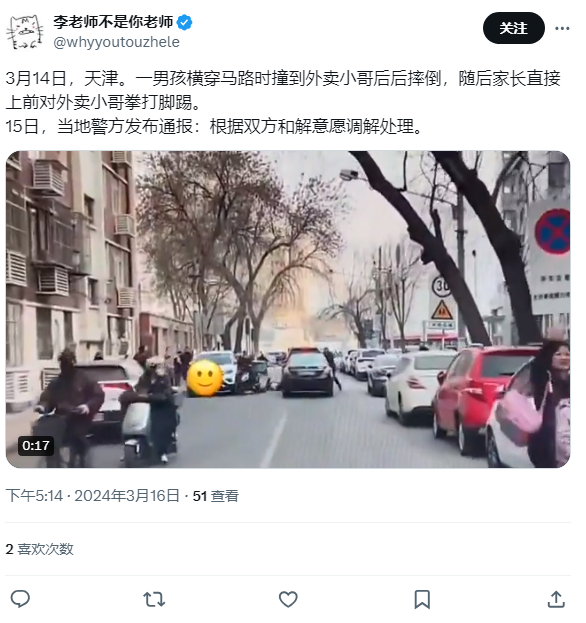 李老师不是你老师
@whyyoutouzhele
关注
3月14日，天津。一男孩横穿马路时撞到外卖小哥后后摔倒，随后家长直接
上前对外卖小哥拳打脚踢。
15日，当地警方发布通报：根据双方和解意愿调解处理。
30
0:17
下午5:14 · 2024年3月16日 · 51 查看
2 喜欢次数